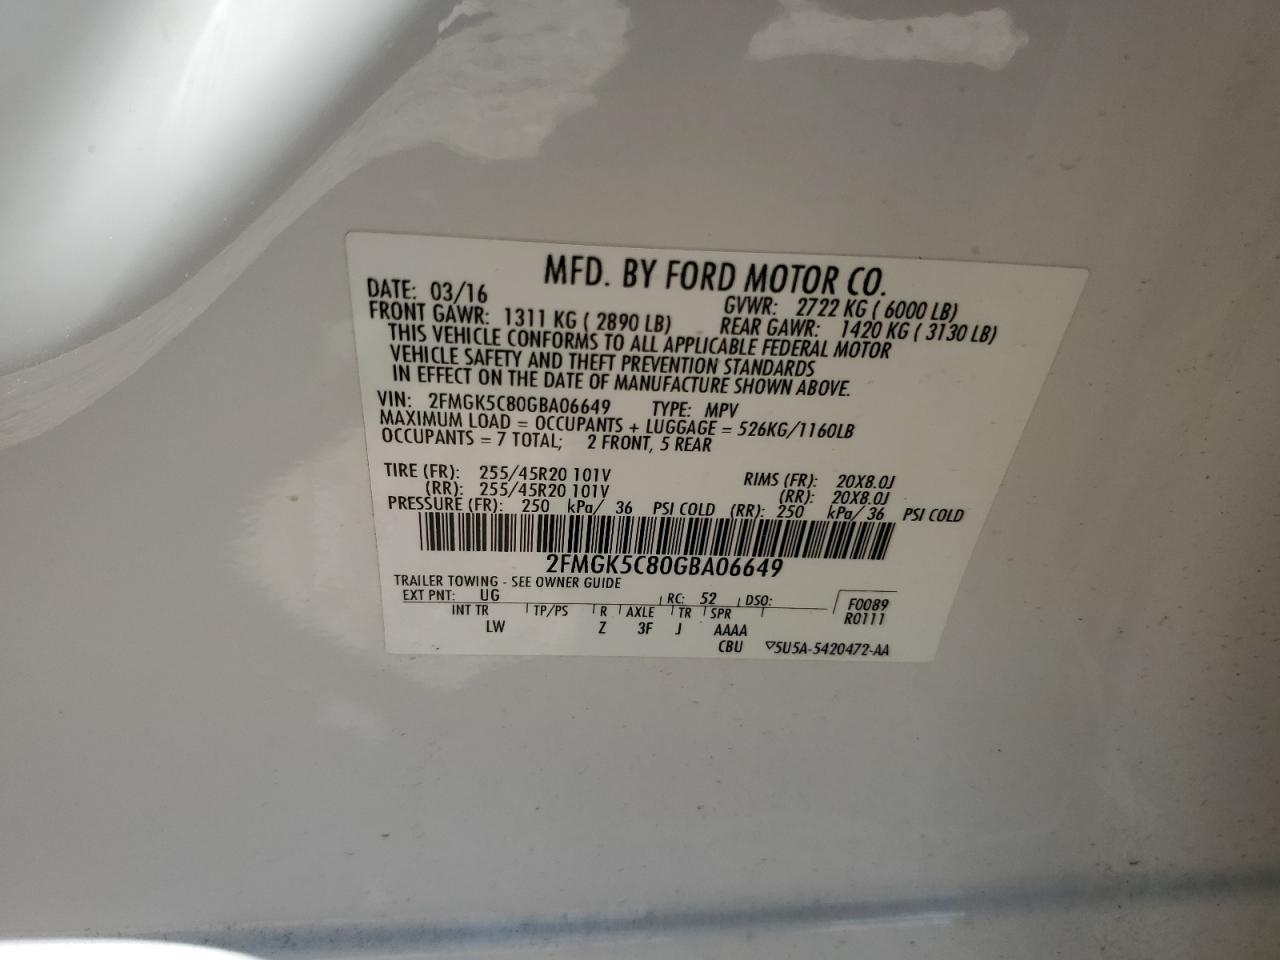 MFD. BY FORD MOTOR CO.
DATE: 03/16 GVWR: 2722 KG ( 6000 LB)
FRONT GAWR: 1311 KG ( 2890 LB) REAR GAWR: 1420 KG ( 3130 LB)
THIS VEHICLE CONFORMS TO ALL APPLICABLE FEDERAL MOTOR
VEHICLE SAFETY AND THEFT PREVENTION STANDARDS
IN EFFECT ON THE DATE OF MANUFACTURE SHOWN ABOVE.
VIN: 2FMGK5C80GBA06649 TYPE: MPV
MAXIMUM LOAD = OCCUPANTS + LUGGAGE = 526KG/1160LB
OCCUPANTS = 7 TOTAL; 2 FRONT, 5 REAR
TIRE (FR): 255/45R20 101V RIMS (FR): 20X8.0J
(RR): 255/45R20 101V (RR): 20X8.0J
PRESSURE (FR): 250 kPa/ 36 PSI COLD (RR): 250 kPa/ 36 PSI COLD
2FMGK5C80GBA06649
TRAILER TOWING - SEE OWNER GUIDE
EXT PNT: UG RC: 52 DSO: F0089
INT TR TP/PS R AXLE TR SPR R0111
LW Z 3F J AAAA
CBU ▽5U5A-5420472-AA